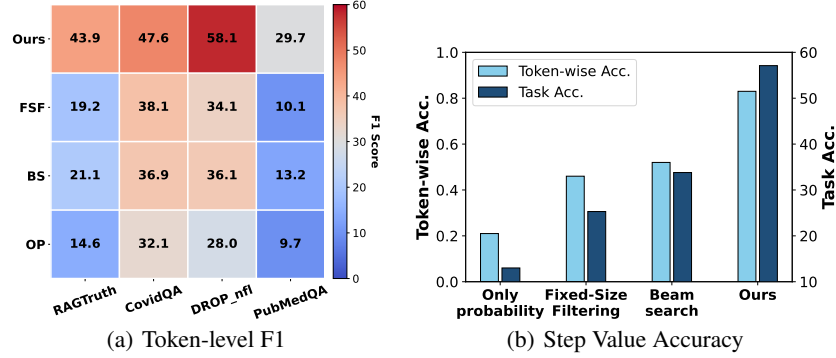 Ours
FSF
BS
OP
43.9 47.6 58.1 29.7
19.2 38.1 34.1 10.1
21.1 36.9 36.1 13.2
14.6 32.1 28.0 9.7
RAGTruth CovidQA DROP_nfl PubMedQA
60
50
40
30
20
10
0
F1 Score
(a) Token-level F1
Token-wise Acc.
1.0
0.8
0.6
0.4
0.2
0.0
Token-wise Acc.
Task Acc.
60
50
40
30
20
10
Task Acc.
Only
probability
Fixed-Size
Filtering
Beam
search
Ours
(b) Step Value Accuracy